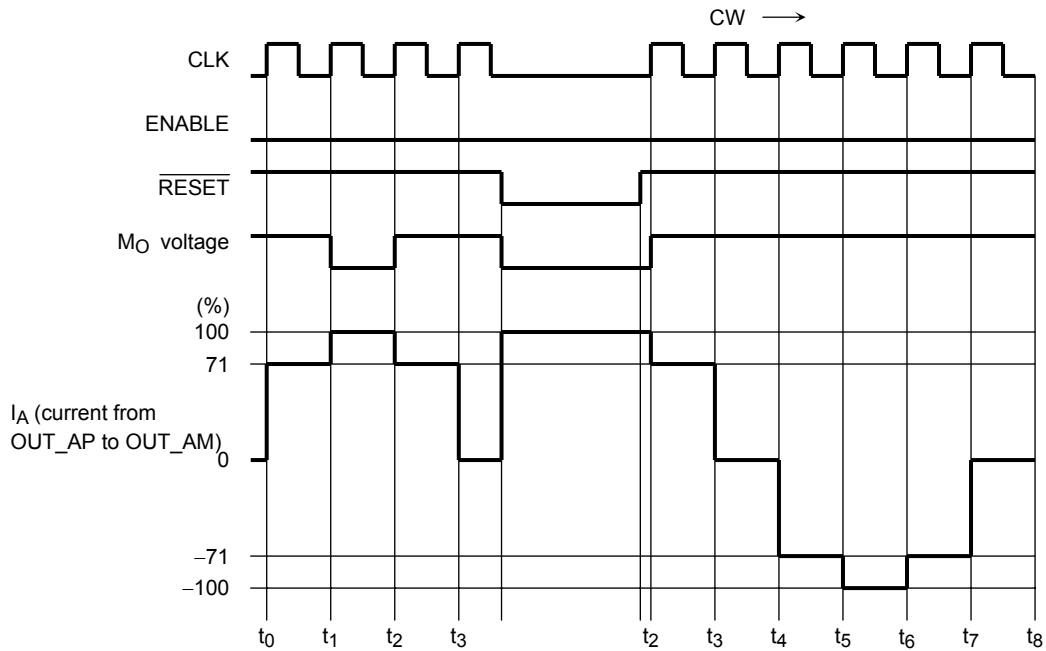 CW →
CLK
ENABLE
RESET
MO voltage
(%)
100
71
IA (current from
OUT_AP to OUT_AM)
0
−71
−100
t0 t1 t2 t3 t2 t3 t4 t5 t6 t7 t8